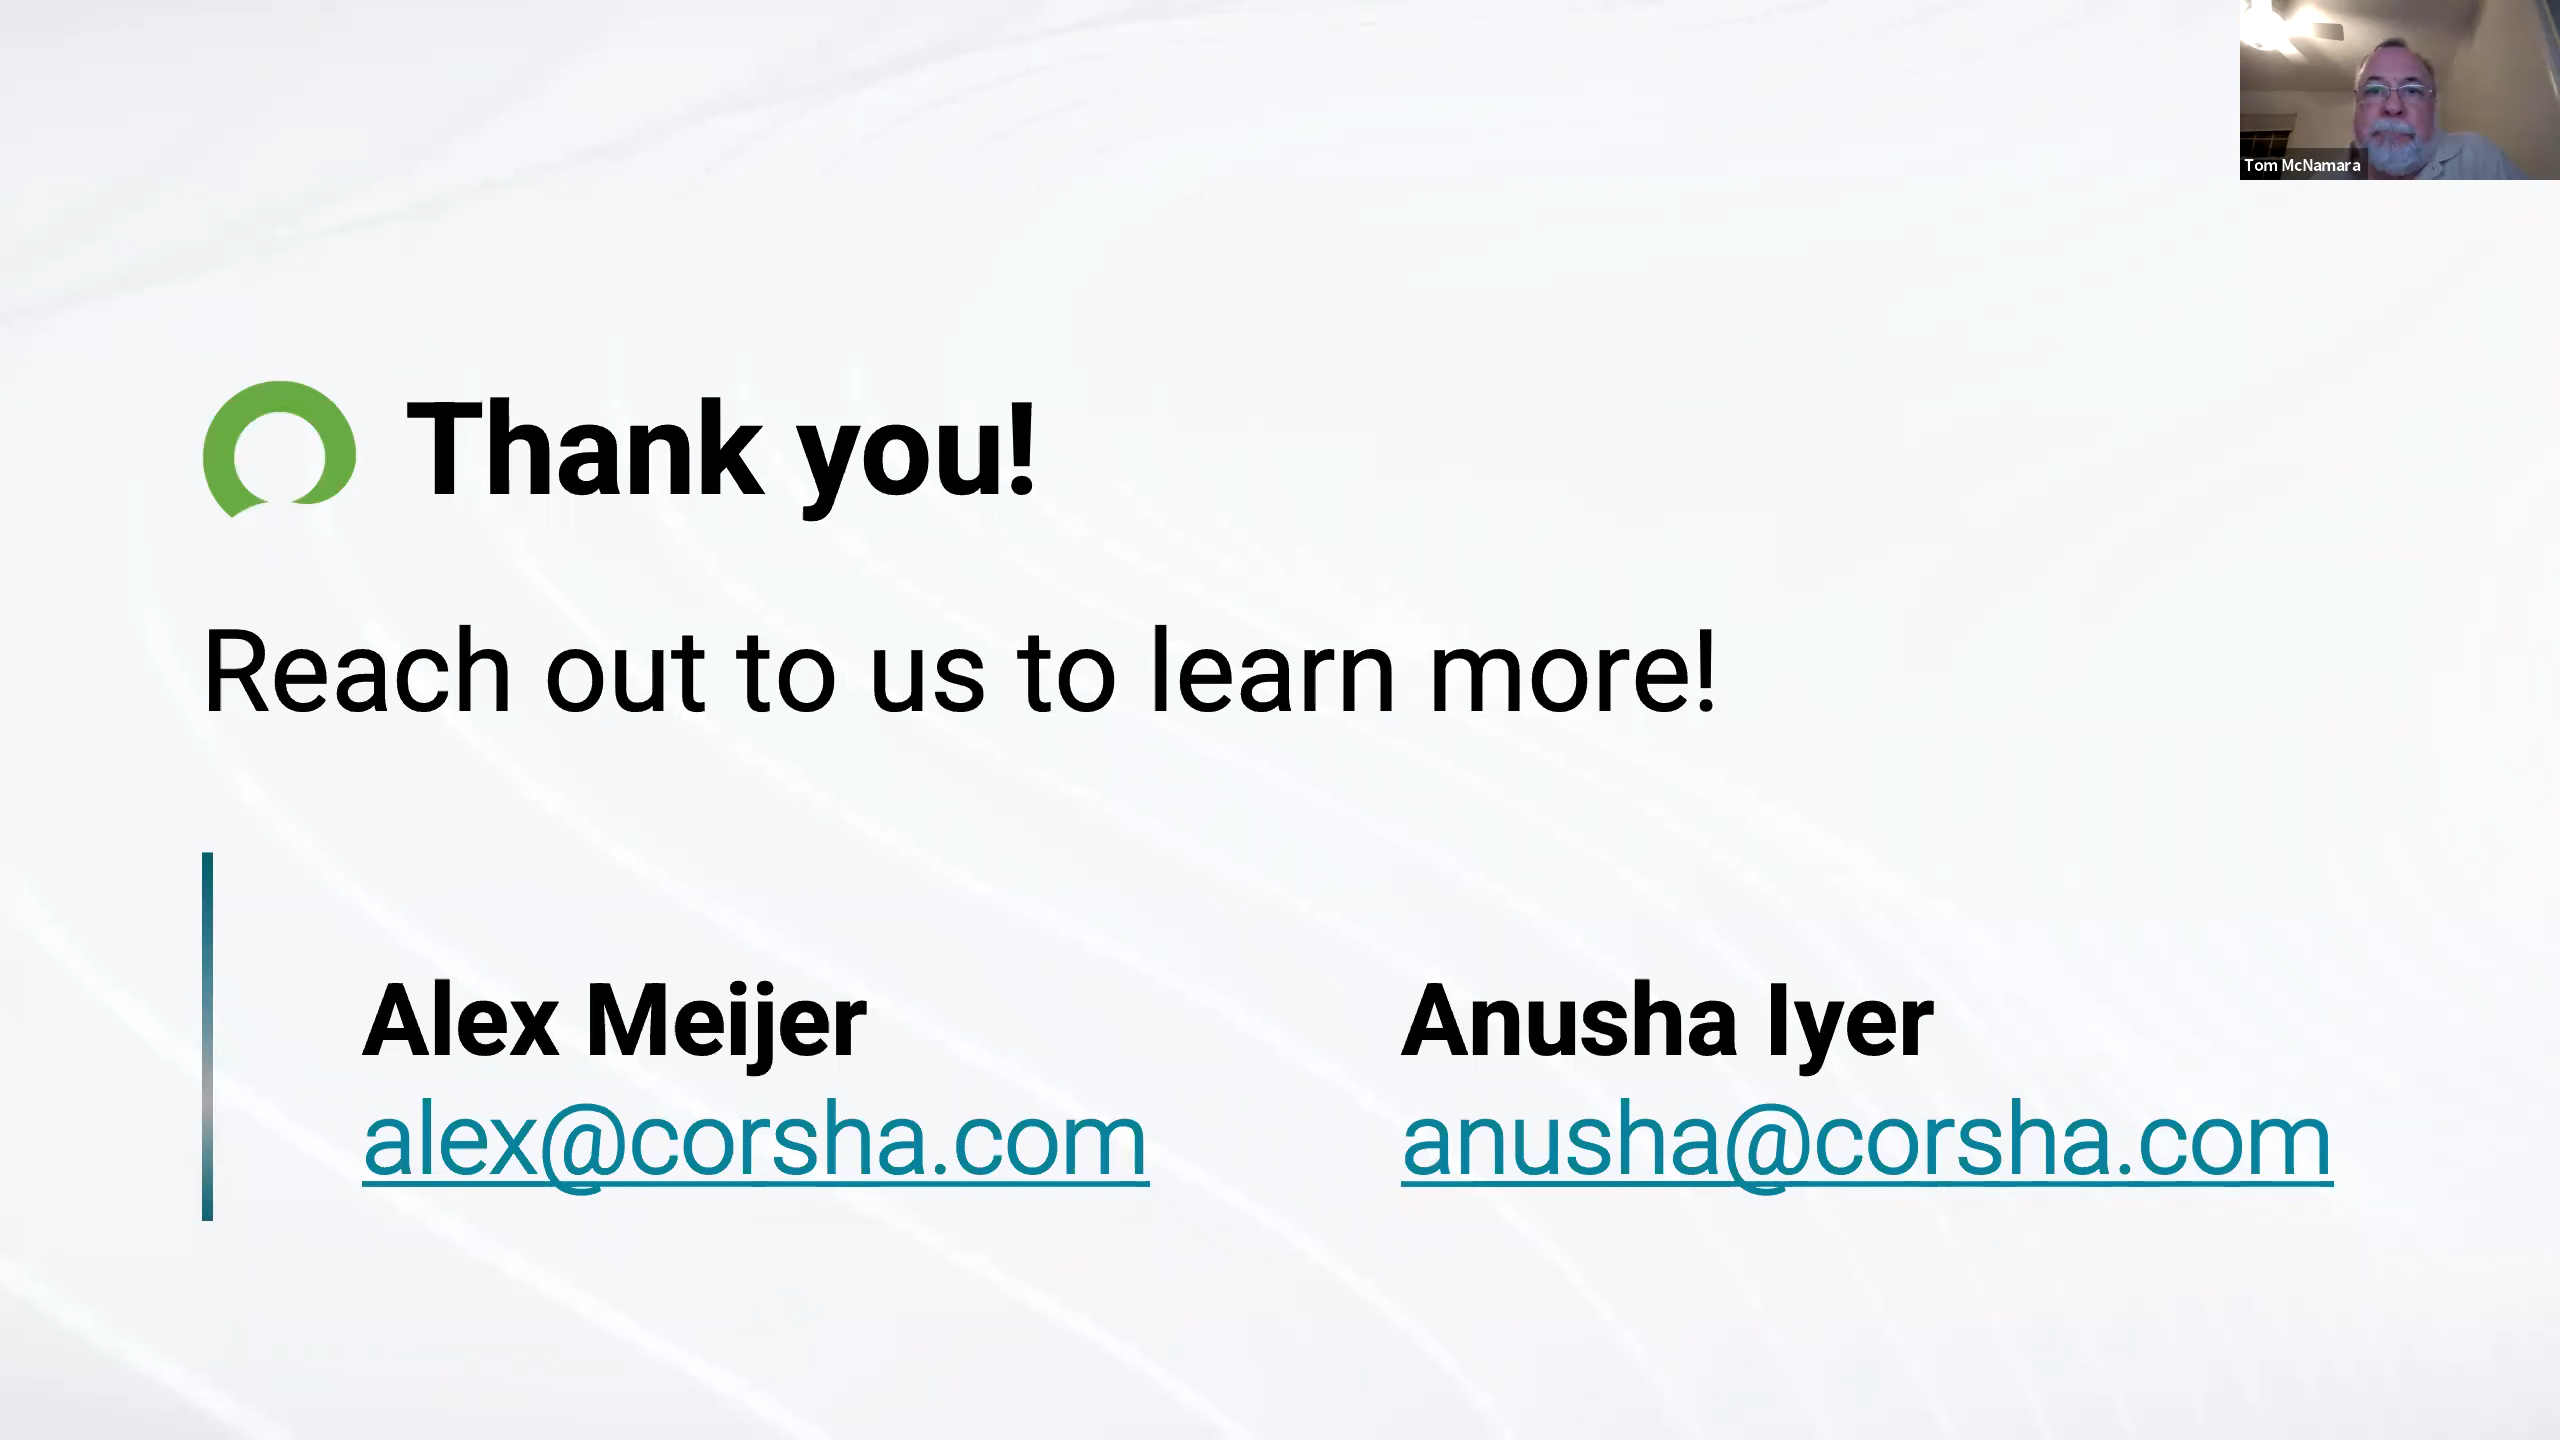 Tom McNamara
Thank you!
Reach out to us to learn more!
Alex Meijer
alex@corsha.com
Anusha Iyer
anusha@corsha.com